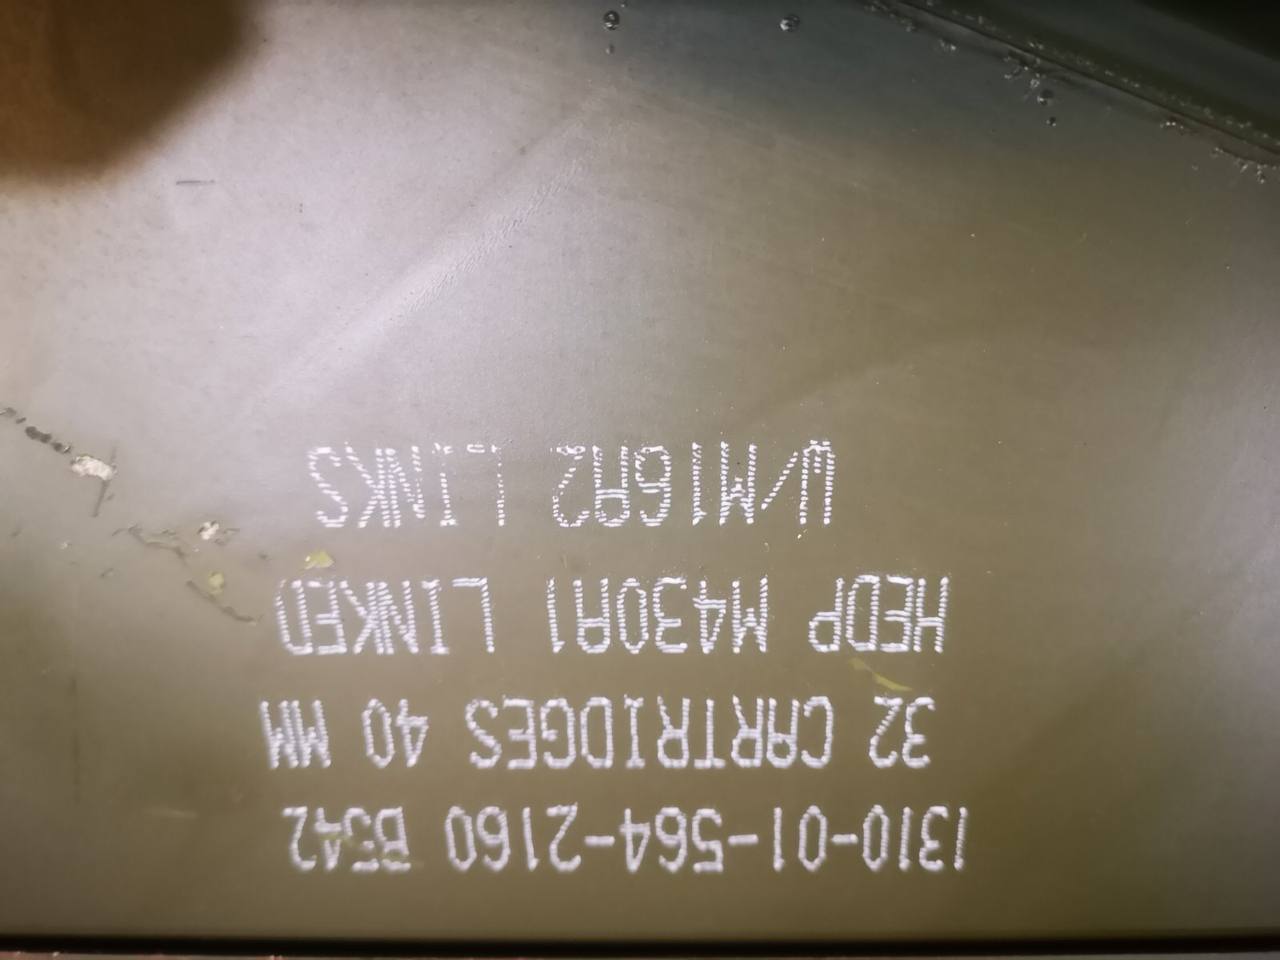 1310-01-564-2160 B542
32 CARTRIDGES 40 MM
HEDP M430A1 LINKED
W/M16A2 LINKS